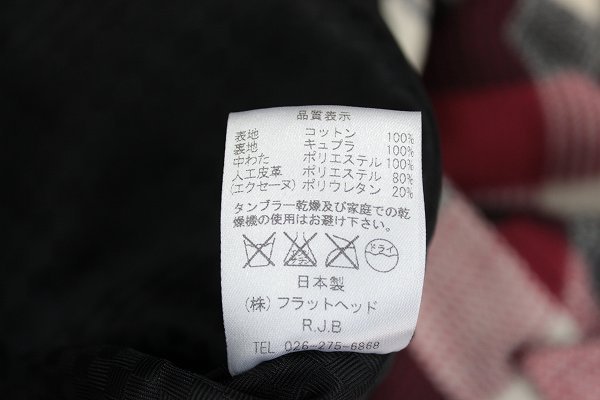 品質表示
表地 コットン 100%
裏地 キュプラ 100%
中わた ポリエステル 100%
人工皮革 ポリエステル 80%
(エクセーヌ) ポリウレタン 20%
タンブラー乾燥及び家庭での乾
燥機の使用はお避け下さい。
ドライ
日本製
(株) フラットヘッド
R.J.B
TEL 026-275-6868